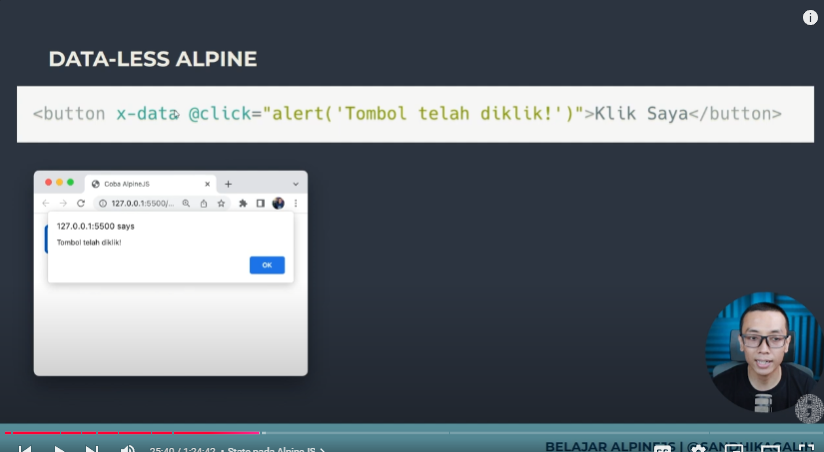 DATA-LESS ALPINE
<button x-data @click="alert('Tombol telah diklik!')">Klik Saya</button>
Coba AlpineJS
127.0.0.1:5500/...
127.0.0.1:5500 says
Tombol telah diklik!
OK
25:40 / 1:24:42 • State pada AlpineJS
BELAJAR ALPINEJS | @SANDHIKAGALIH